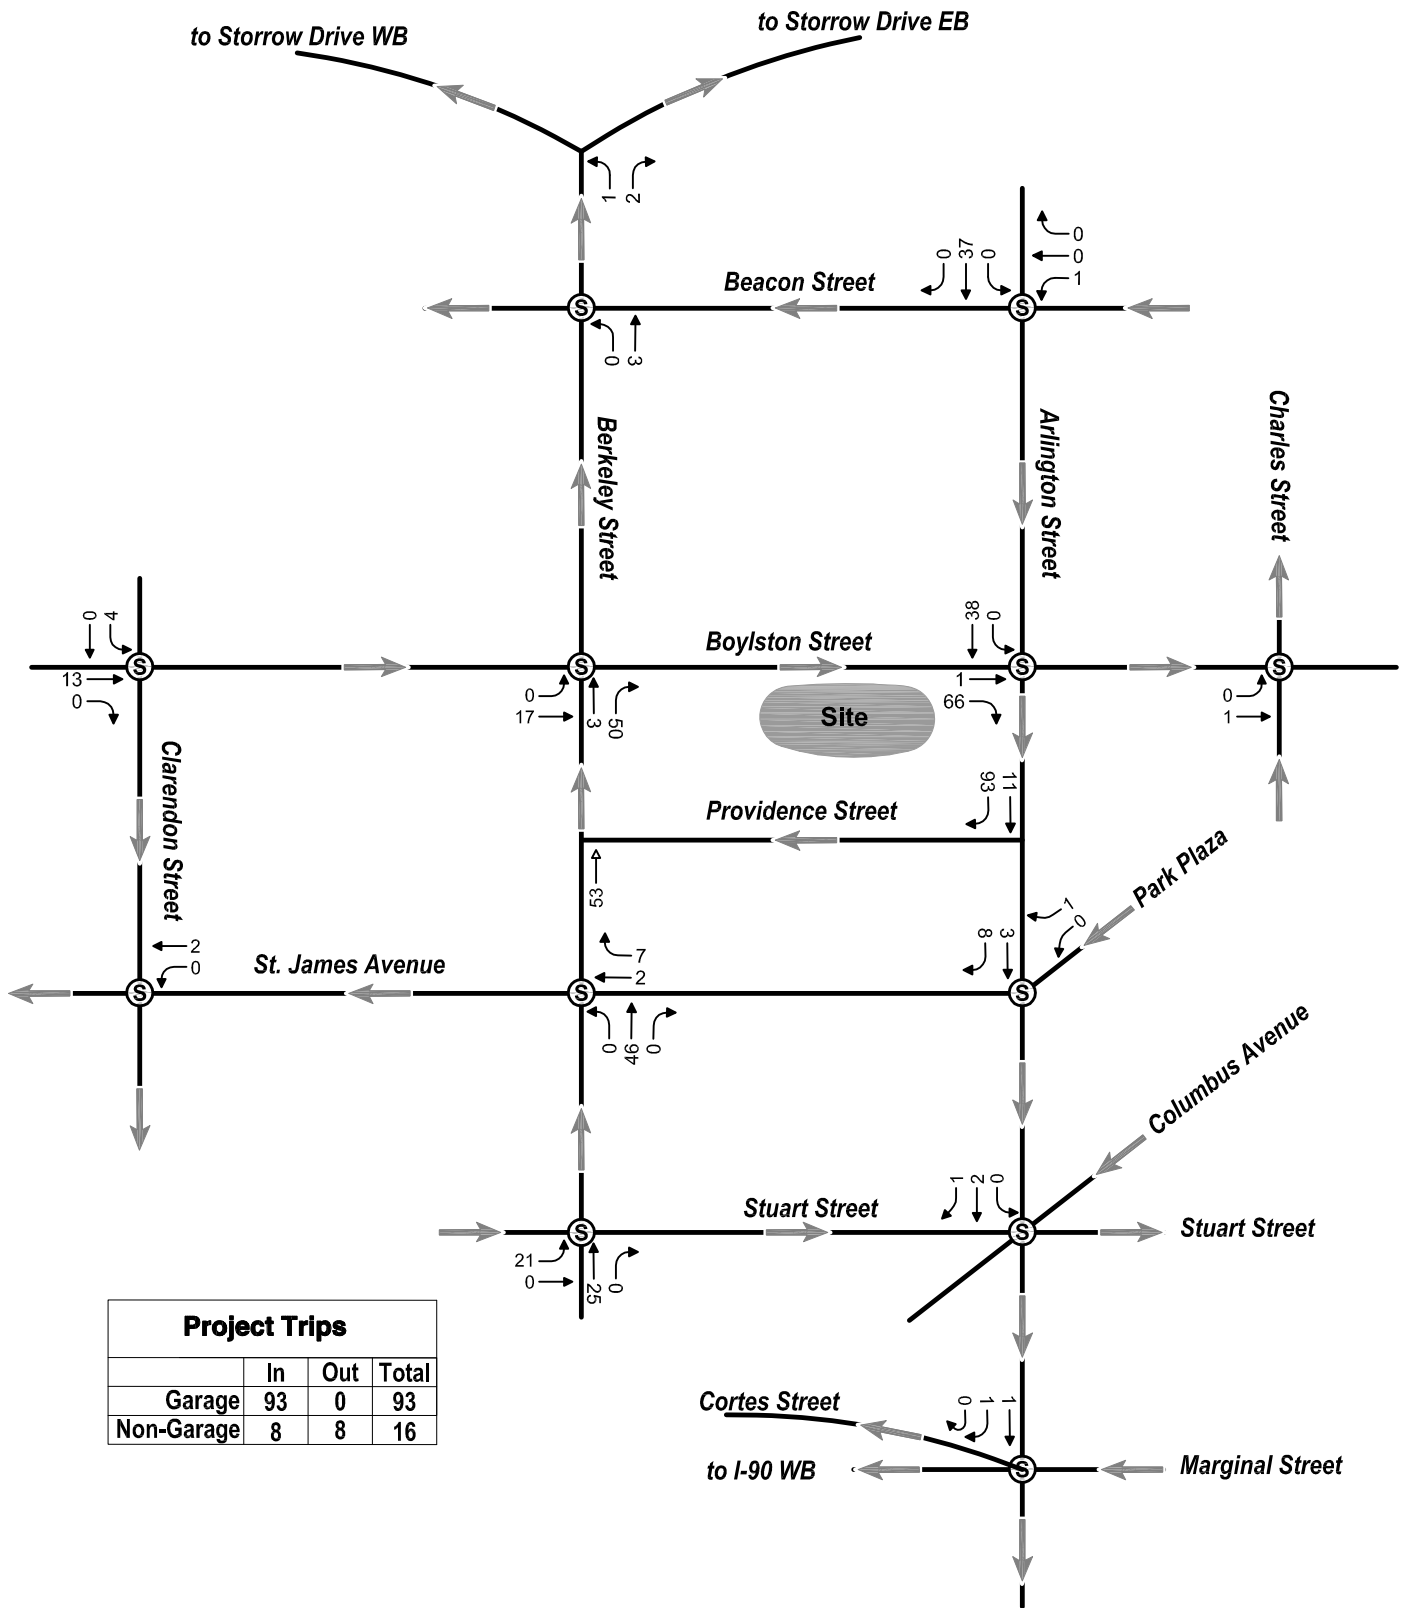 to Storrow Drive WB
to Storrow Drive EB
1 2
0 37 0
0
0
1
Beacon Street
S
S
0 3
Berkeley Street
Arlington Street
Charles Street
0 4
38 0
Boylston Street
S
S
S
S
13
0
0
17
3 50
1
66
0
1
Site
Clarendon Street
93 11
Providence Street
Park Plaza
53
1
0
8 3
2
0
7
2
St. James Avenue
S
S
S
0 46 0
Columbus Avenue
1 2 0
Stuart Street
Stuart Street
S
S
21
0
25 0
Project Trips
In Out Total
Garage 93 0 93
Non-Garage 8 8 16
Cortes Street
0 1 1
to I-90 WB
S
Marginal Street